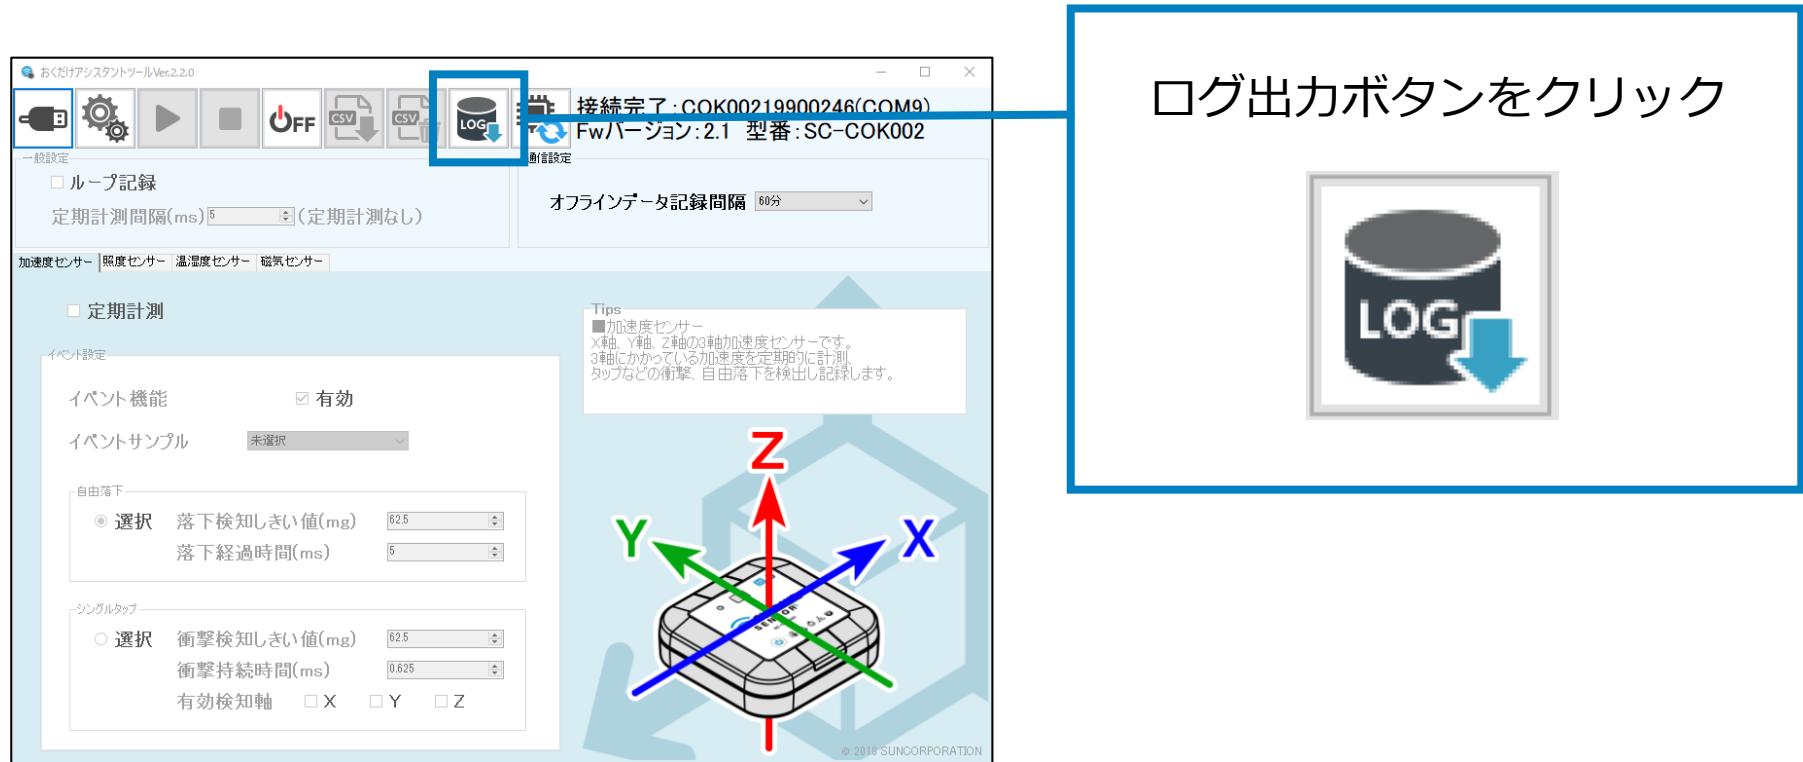 おくだけアシスタントツールVer.2.2.0
OFF
CSV
CSV
LOG
接続完了:COK00219900246(COM9)
Fwバージョン:2.1 型番:SC-COK002
一般設定
ループ記録
定期計測間隔(ms) 5 (定期計測なし)
通信設定
オフラインデータ記録間隔 60分
加速度センサー 照度センサー 温湿度センサー 磁気センサー
定期計測
イベント設定
イベント機能 有効
イベントサンプル 未選択
自由落下
選択 落下検知しきい値(mg) 62.5
落下経過時間(ms) 5
シングルタップ
選択 衝撃検知しきい値(mg) 62.5
衝撃持続時間(ms) 0.625
有効検知軸 X Y Z
Tips
■加速度センサー
X軸、Y軸、Z軸の3軸加速度センサーです。
3軸にかかっている加速度を定期的に計測、
タップなどの衝撃、自由落下を検出し記録します。
Z
Y
X
© 2018 SUNCORPORATION
ログ出力ボタンをクリック
LOG